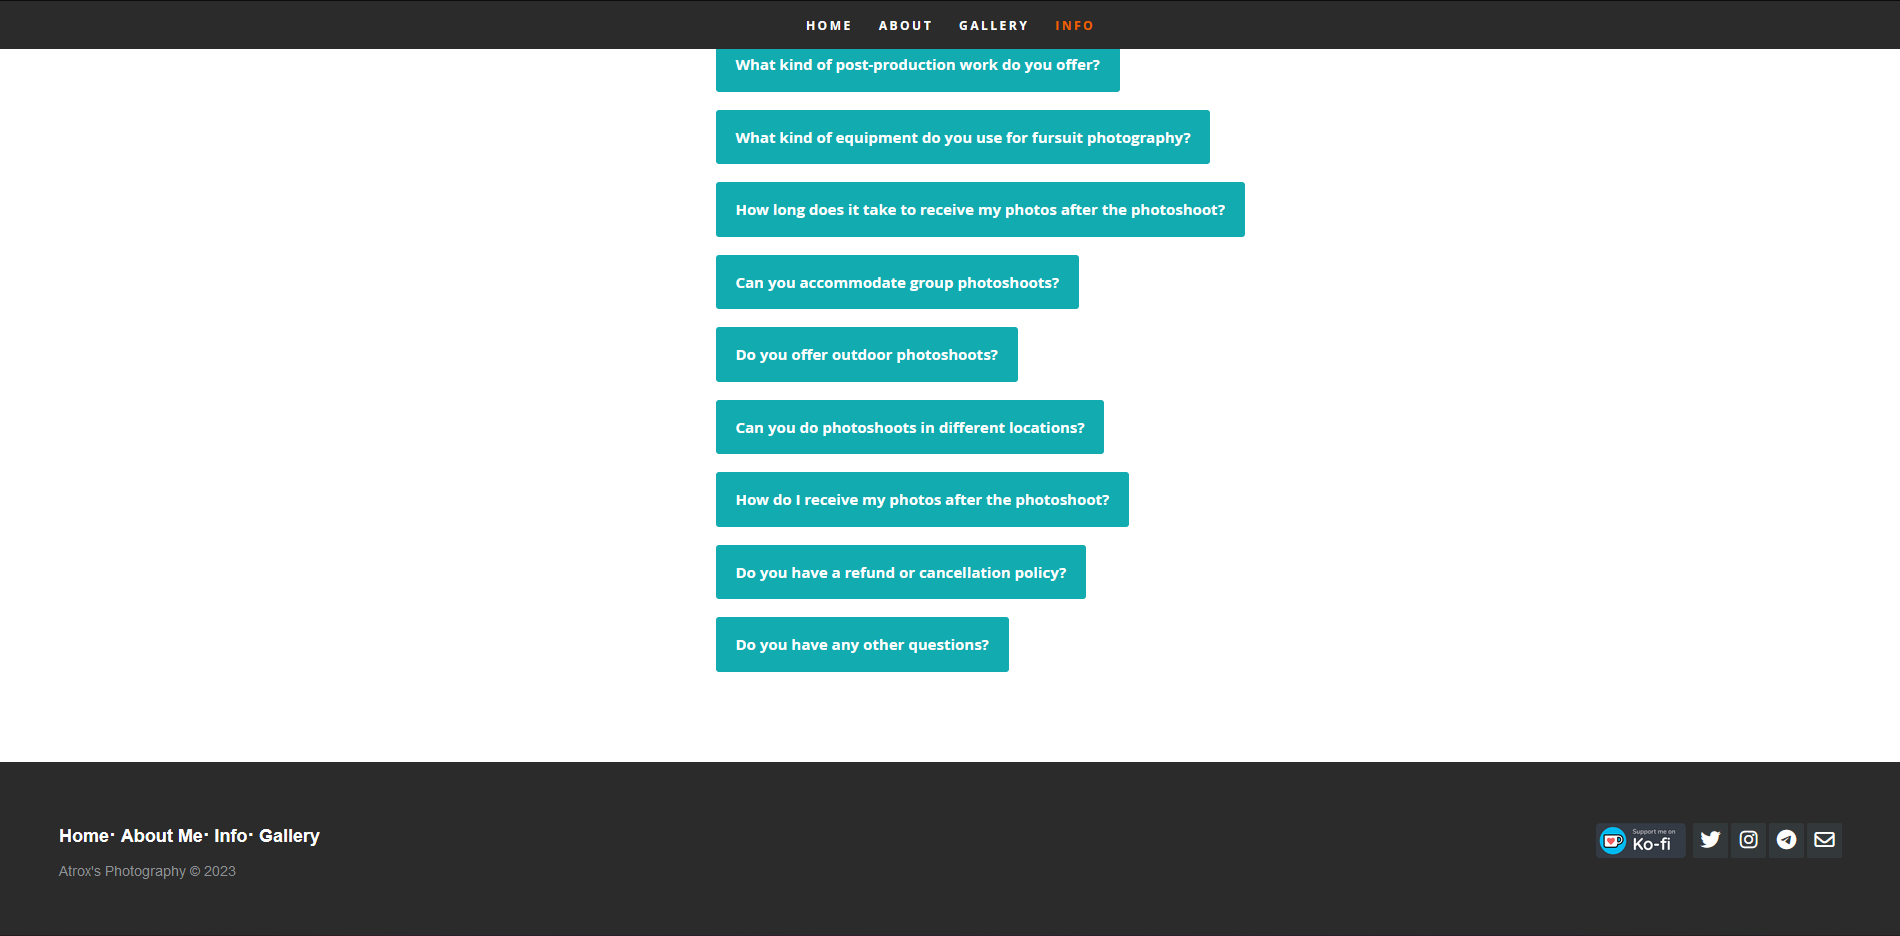 HOME ABOUT GALLERY INFO
What kind of post-production work do you offer?
What kind of equipment do you use for fursuit photography?
How long does it take to receive my photos after the photoshoot?
Can you accommodate group photoshoots?
Do you offer outdoor photoshoots?
Can you do photoshoots in different locations?
How do I receive my photos after the photoshoot?
Do you have a refund or cancellation policy?
Do you have any other questions?
Home· About Me· Info· Gallery
Atrox's Photography © 2023
Support me on
Ko-fi